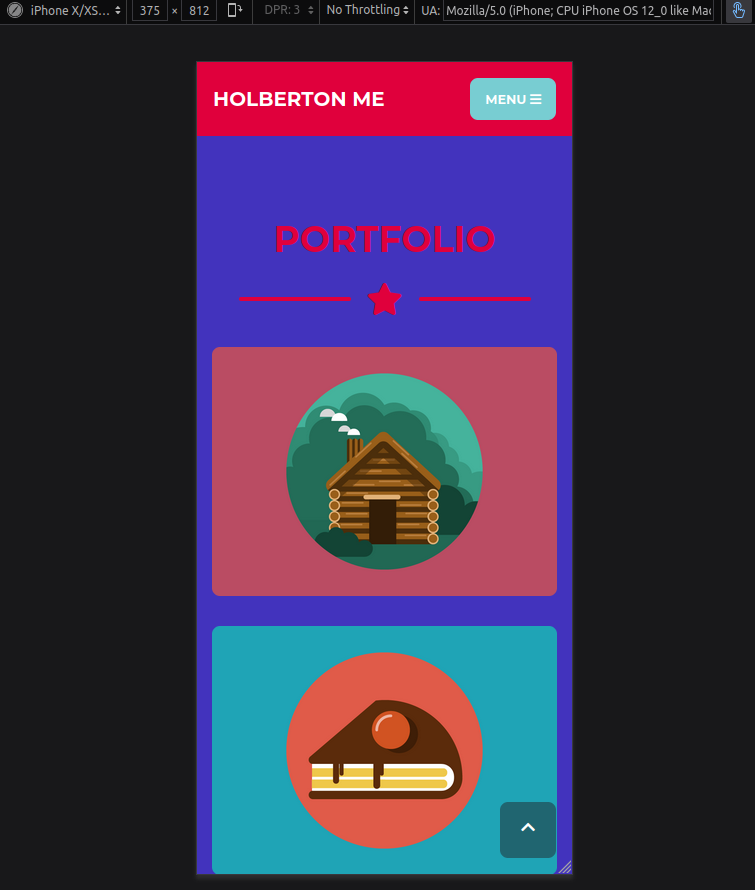 iPhone X/XS... 375 × 812 DPR: 3 No Throttling UA: Mozilla/5.0 (iPhone; CPU iPhone OS 12_0 like Mac
HOLBERTON ME
MENU
PORTFOLIO